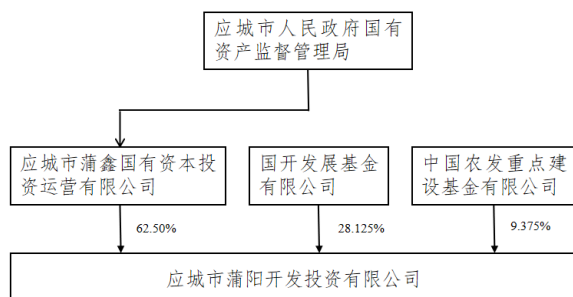 应城市人民政府国有
资产监督管理局
应城市蒲鑫国有资本投
资运营有限公司
国开发展基金
有限公司
中国农发重点建
设基金有限公司
62.50%
28.125%
9.375%
应城市蒲阳开发投资有限公司